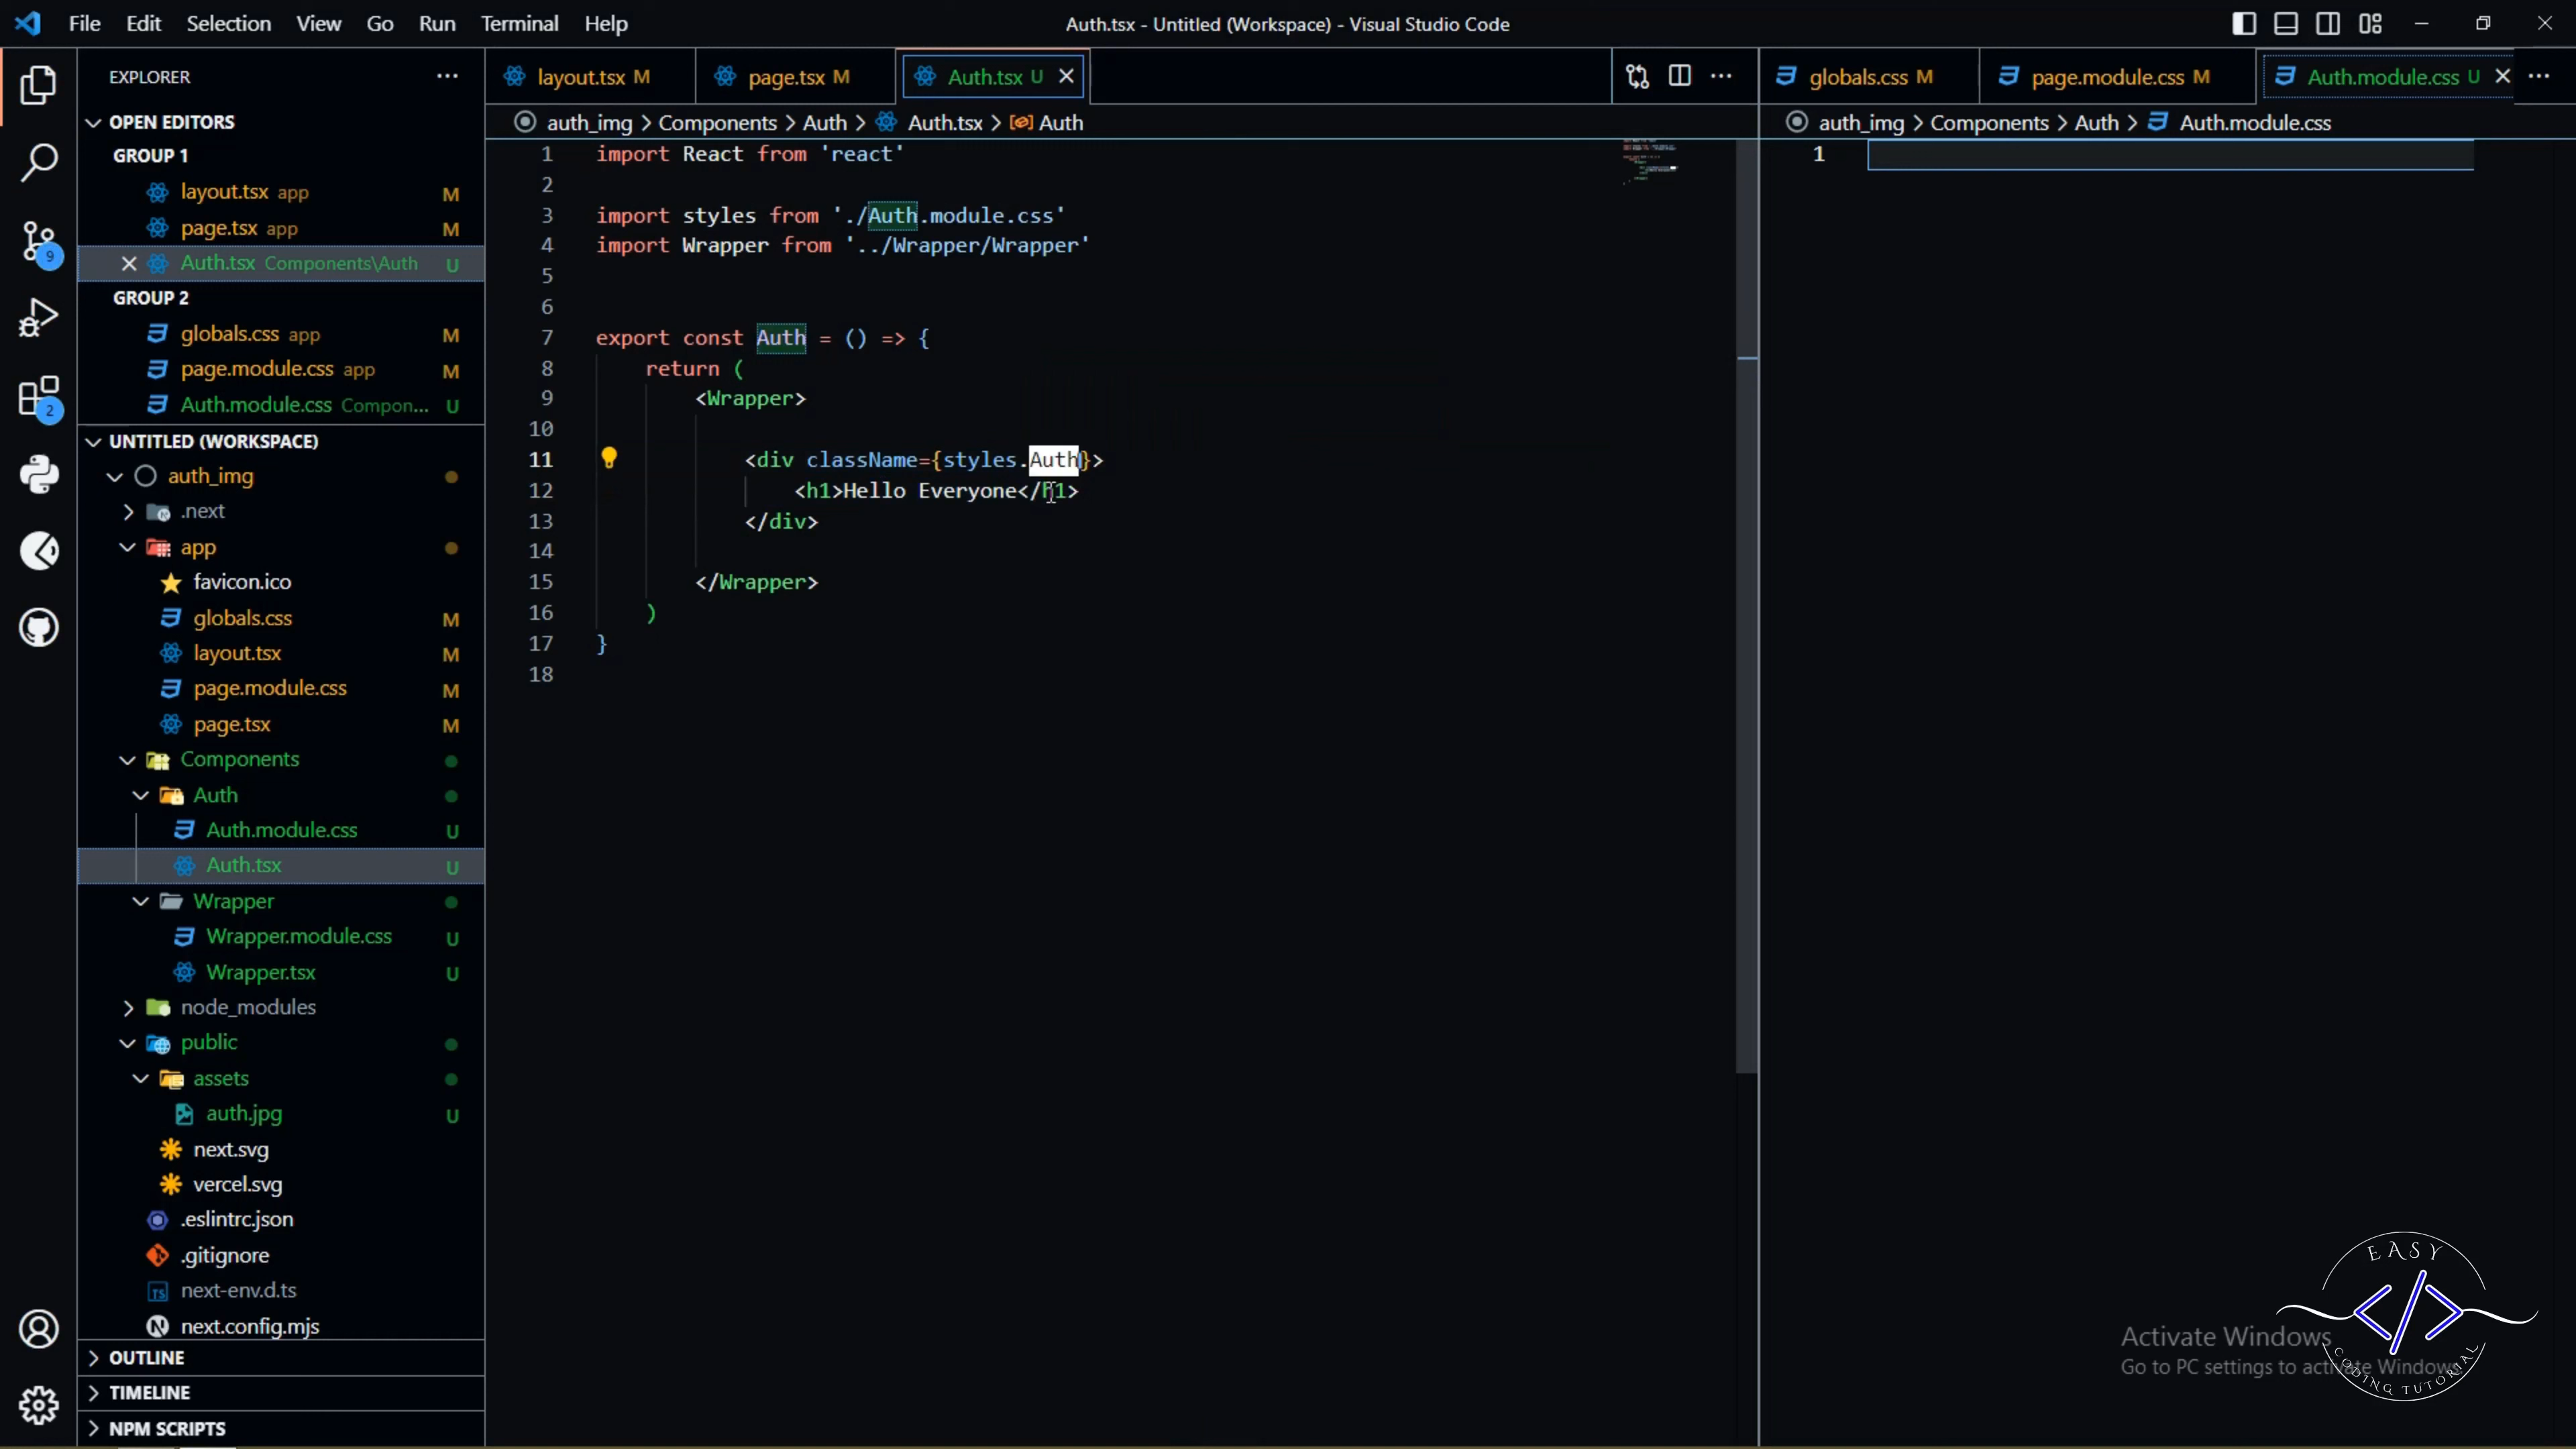 File Edit Selection View Go Run Terminal Help
Auth.tsx - Untitled (Workspace) - Visual Studio Code
EXPLORER
OPEN EDITORS
GROUP 1
layout.tsx app M
page.tsx app M
Auth.tsx Components\Auth U
GROUP 2
globals.css app M
page.module.css app M
Auth.module.css Compon... U
UNTITLED (WORKSPACE)
auth_img
.next
app
favicon.ico
globals.css M
layout.tsx M
page.module.css M
page.tsx M
Components
Auth
Auth.module.css U
Auth.tsx U
Wrapper
Wrapper.module.css U
Wrapper.tsx U
node_modules
public
assets
auth.jpg U
next.svg
vercel.svg
.eslintrc.json
.gitignore
TS next-env.d.ts
N next.config.mjs
OUTLINE
TIMELINE
NPM SCRIPTS
9
2
layout.tsx M page.tsx M Auth.tsx U
auth_img > Components > Auth > Auth.tsx > Auth
1 import React from 'react'
2
3 import styles from './Auth.module.css'
4 import Wrapper from '../Wrapper/Wrapper'
5
6
7 export const Auth = () => {
8 return (
9 <Wrapper>
10
11 <div className={styles.Auth}>
12 <h1>Hello Everyone</h1>
13 </div>
14
15 </Wrapper>
16 )
17 }
18
globals.css M page.module.css M Auth.module.css U
auth_img > Components > Auth > Auth.module.css
1
Activate Windows
Go to PC settings to activate Windows.
EASY
</>
CODING TUTORIAL